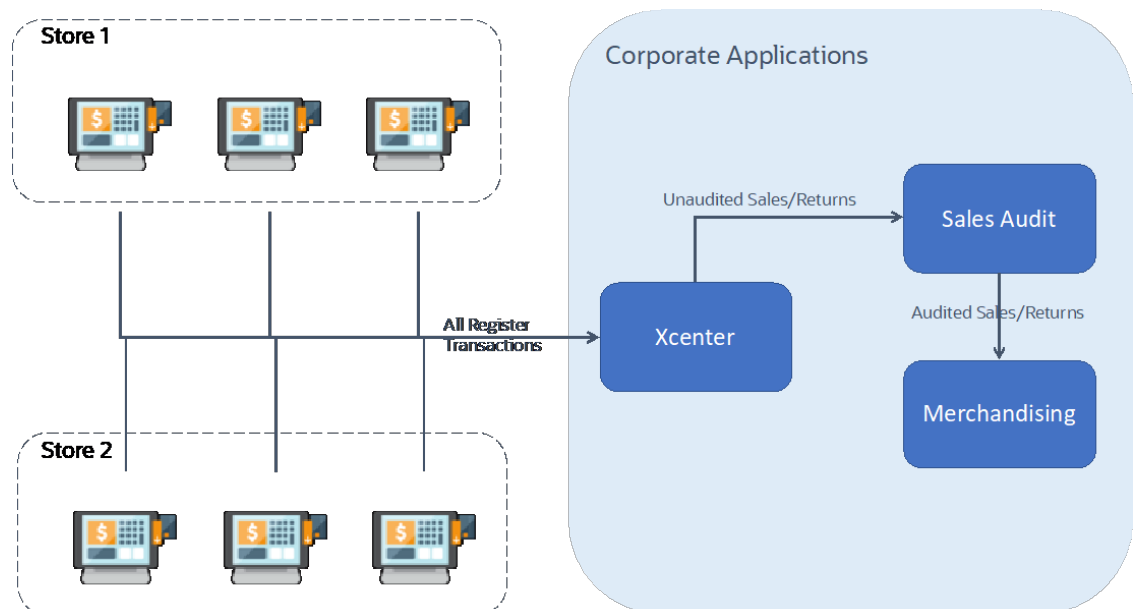 Store 1
Corporate Applications
Unaudited Sales/Returns
Sales Audit
Audited Sales/Returns
All Register
Transactions
Xcenter
Merchandising
Store 2
$
$
$
$
$
$